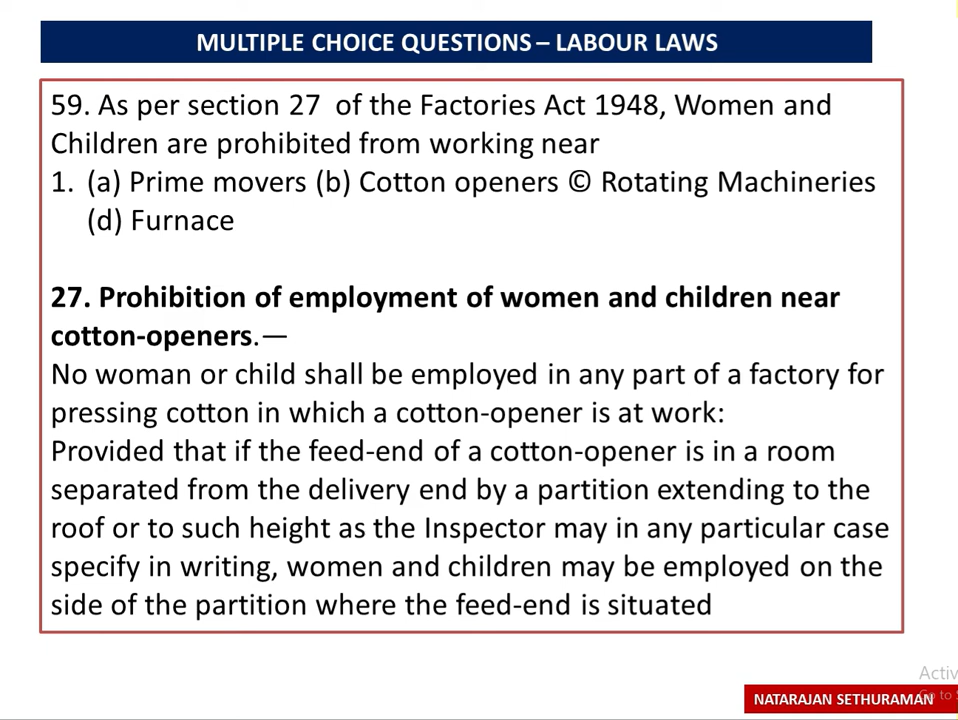 MULTIPLE CHOICE QUESTIONS – LABOUR LAWS
59. As per section 27 of the Factories Act 1948, Women and
Children are prohibited from working near
1. (a) Prime movers (b) Cotton openers © Rotating Machineries
(d) Furnace
27. Prohibition of employment of women and children near
cotton-openers.—
No woman or child shall be employed in any part of a factory for
pressing cotton in which a cotton-opener is at work:
Provided that if the feed-end of a cotton-opener is in a room
separated from the delivery end by a partition extending to the
roof or to such height as the Inspector may in any particular case
specify in writing, women and children may be employed on the
side of the partition where the feed-end is situated
Activ
Go to S
NATARAJAN SETHURAMAN